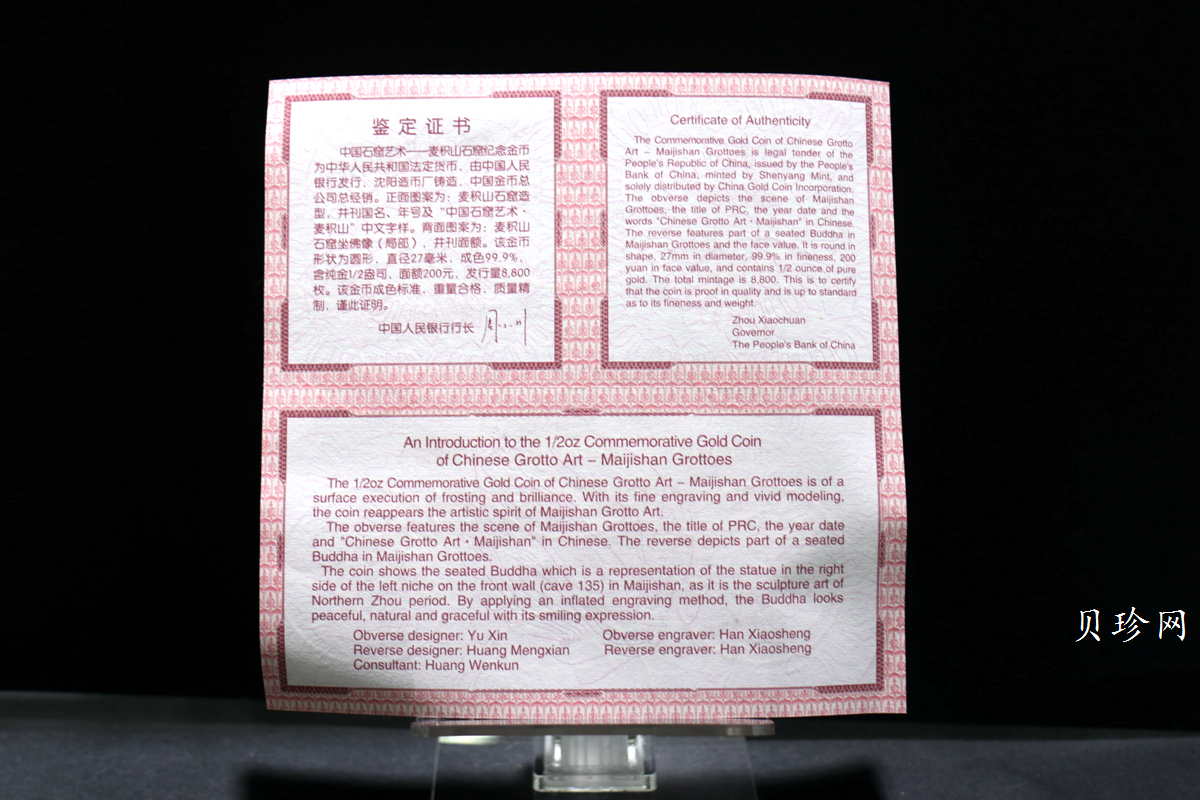 鉴定证书
中国石窟艺术——麦积山石窟纪念金币
为中华人民共和国法定货币，由中国人民
银行发行，沈阳造币厂铸造，中国金币总
公司总经销。正面图案为：麦积山石窟造
型，并刊国名、年号及“中国石窟艺术·
麦积山”中文字样。背面图案为：麦积山
石窟坐佛像（局部），并刊面额。该金币
形状为圆形，直径27毫米，成色99.9%，
含纯金1/2盎司，面额200元，发行量8,800
枚。该金币成色标准，重量合格，质量精
制，谨此证明。
中国人民银行行长
Certificate of Authenticity
The Commemorative Gold Coin of Chinese Grotto
Art – Maijishan Grottoes is legal tender of the
People's Republic of China, issued by the People's
Bank of China, minted by Shenyang Mint, and
solely distributed by China Gold Coin Incorporation.
The obverse depicts the scene of Maijishan
Grottoes, the title of PRC, the year date and the
words "Chinese Grotto Art · Maijishan" in Chinese.
The reverse features part of a seated Buddha in
Maijishan Grottoes and the face value. It is round in
shape, 27mm in diameter, 99.9% in fineness, 200
yuan in face value, and contains 1/2 ounce of pure
gold. The total mintage is 8,800. This is to certify
that the coin is proof in quality and is up to standard
as to its fineness and weight.
Zhou Xiaochuan
Governor
The People's Bank of China
An Introduction to the 1/2oz Commemorative Gold Coin
of Chinese Grotto Art – Maijishan Grottoes
The 1/2oz Commemorative Gold Coin of Chinese Grotto Art – Maijishan Grottoes is of a
surface execution of frosting and brilliance. With its fine engraving and vivid modeling,
the coin reappears the artistic spirit of Maijishan Grotto Art.
The obverse features the scene of Maijishan Grottoes, the title of PRC, the year date
and "Chinese Grotto Art · Maijishan" in Chinese. The reverse depicts part of a seated
Buddha in Maijishan Grottoes.
The coin shows the seated Buddha which is a representation of the statue in the right
side of the left niche on the front wall (cave 135) in Maijishan, as it is the sculpture art of
Northern Zhou period. By applying an inflated engraving method, the Buddha looks
peaceful, natural and graceful with its smiling expression.
Obverse designer: Yu Xin Obverse engraver: Han Xiaosheng
Reverse designer: Huang Mengxian Reverse engraver: Han Xiaosheng
Consultant: Huang Wenkun
贝珍网